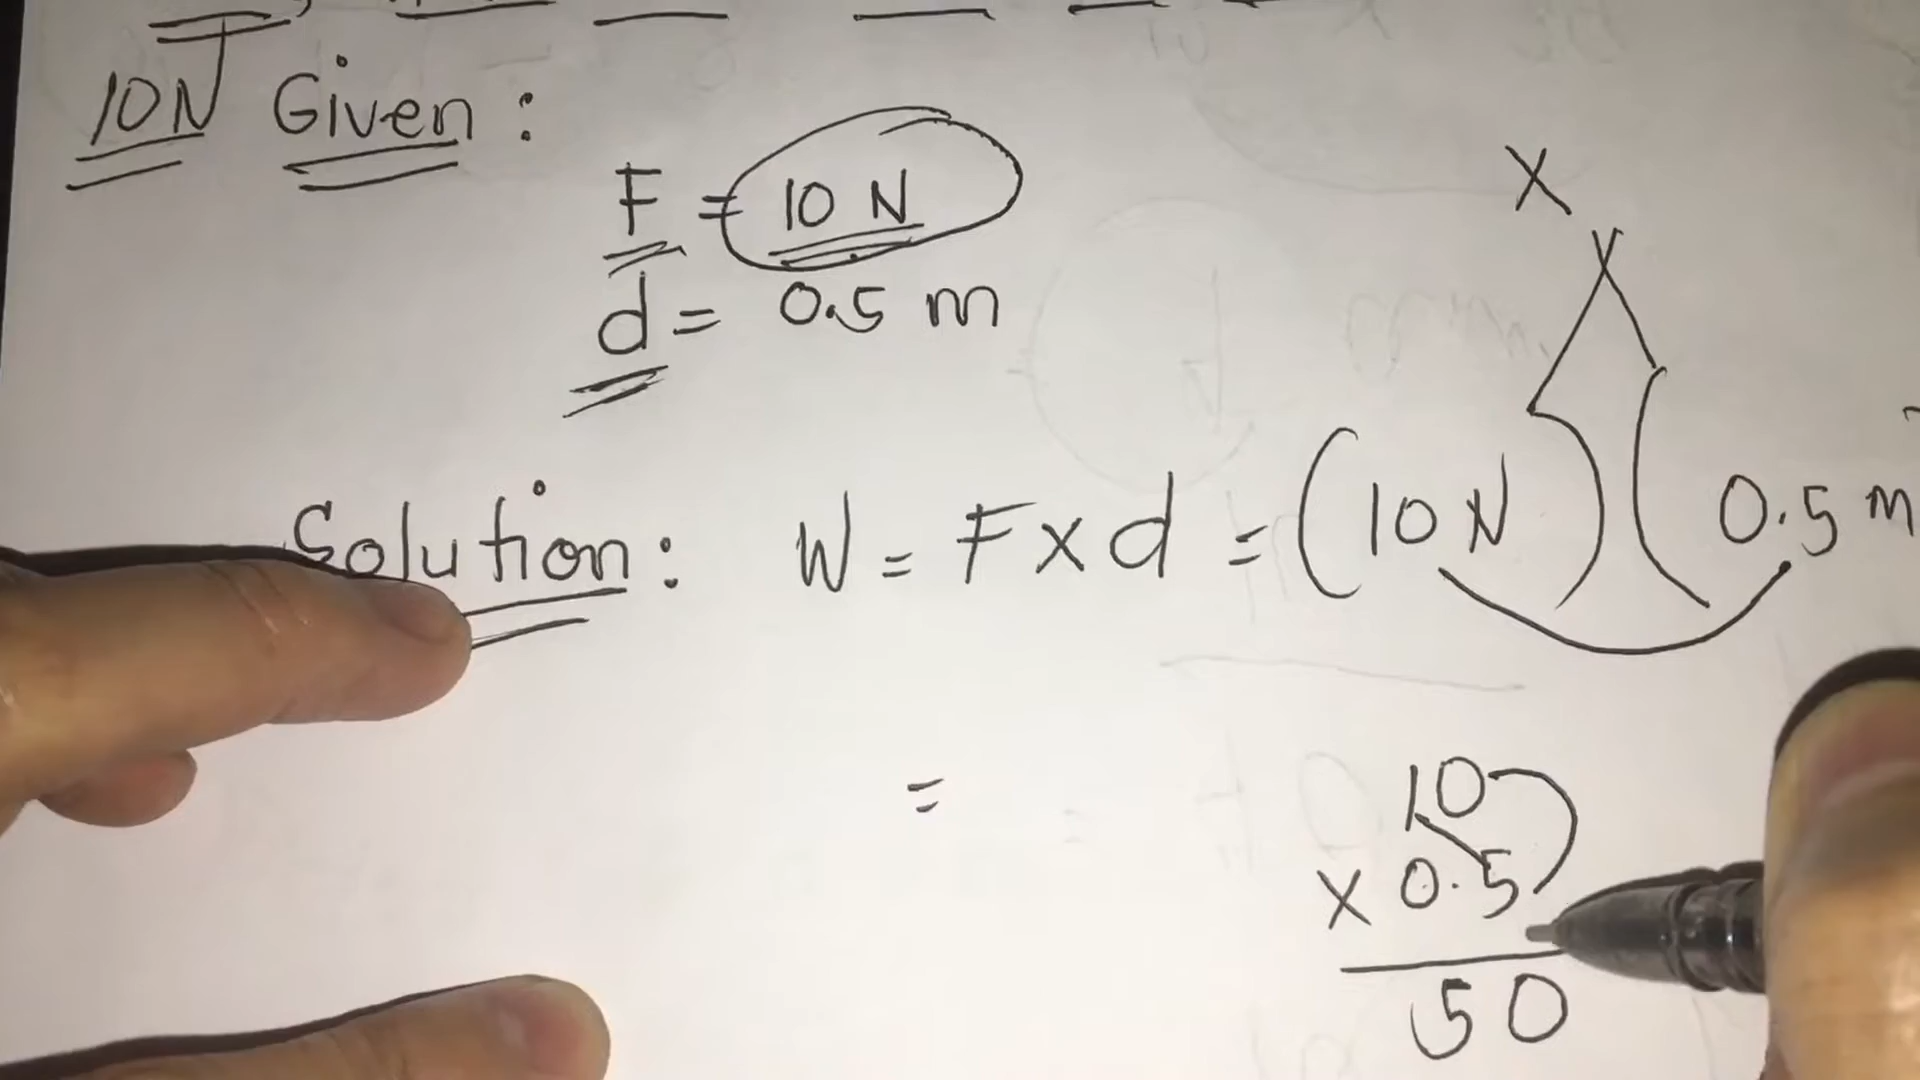 10N Given :
F = 10 N
d = 0.5 m
X
Solution : W = F x d = (10 N) (0.5 m
=
10
x 0.5
50